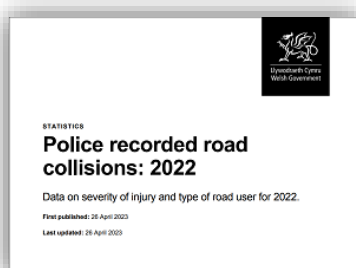 Llywodraeth Cymru
Welsh Government
STATISTICS
Police recorded road
collisions: 2022
Data on severity of injury and type of road user for 2022.
First published: 26 April 2023
Last updated: 26 April 2023